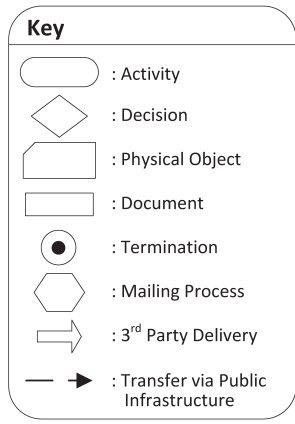 Key
: Activity
: Decision
: Physical Object
: Document
: Termination
: Mailing Process
: 3rd Party Delivery
: Transfer via Public
Infrastructure